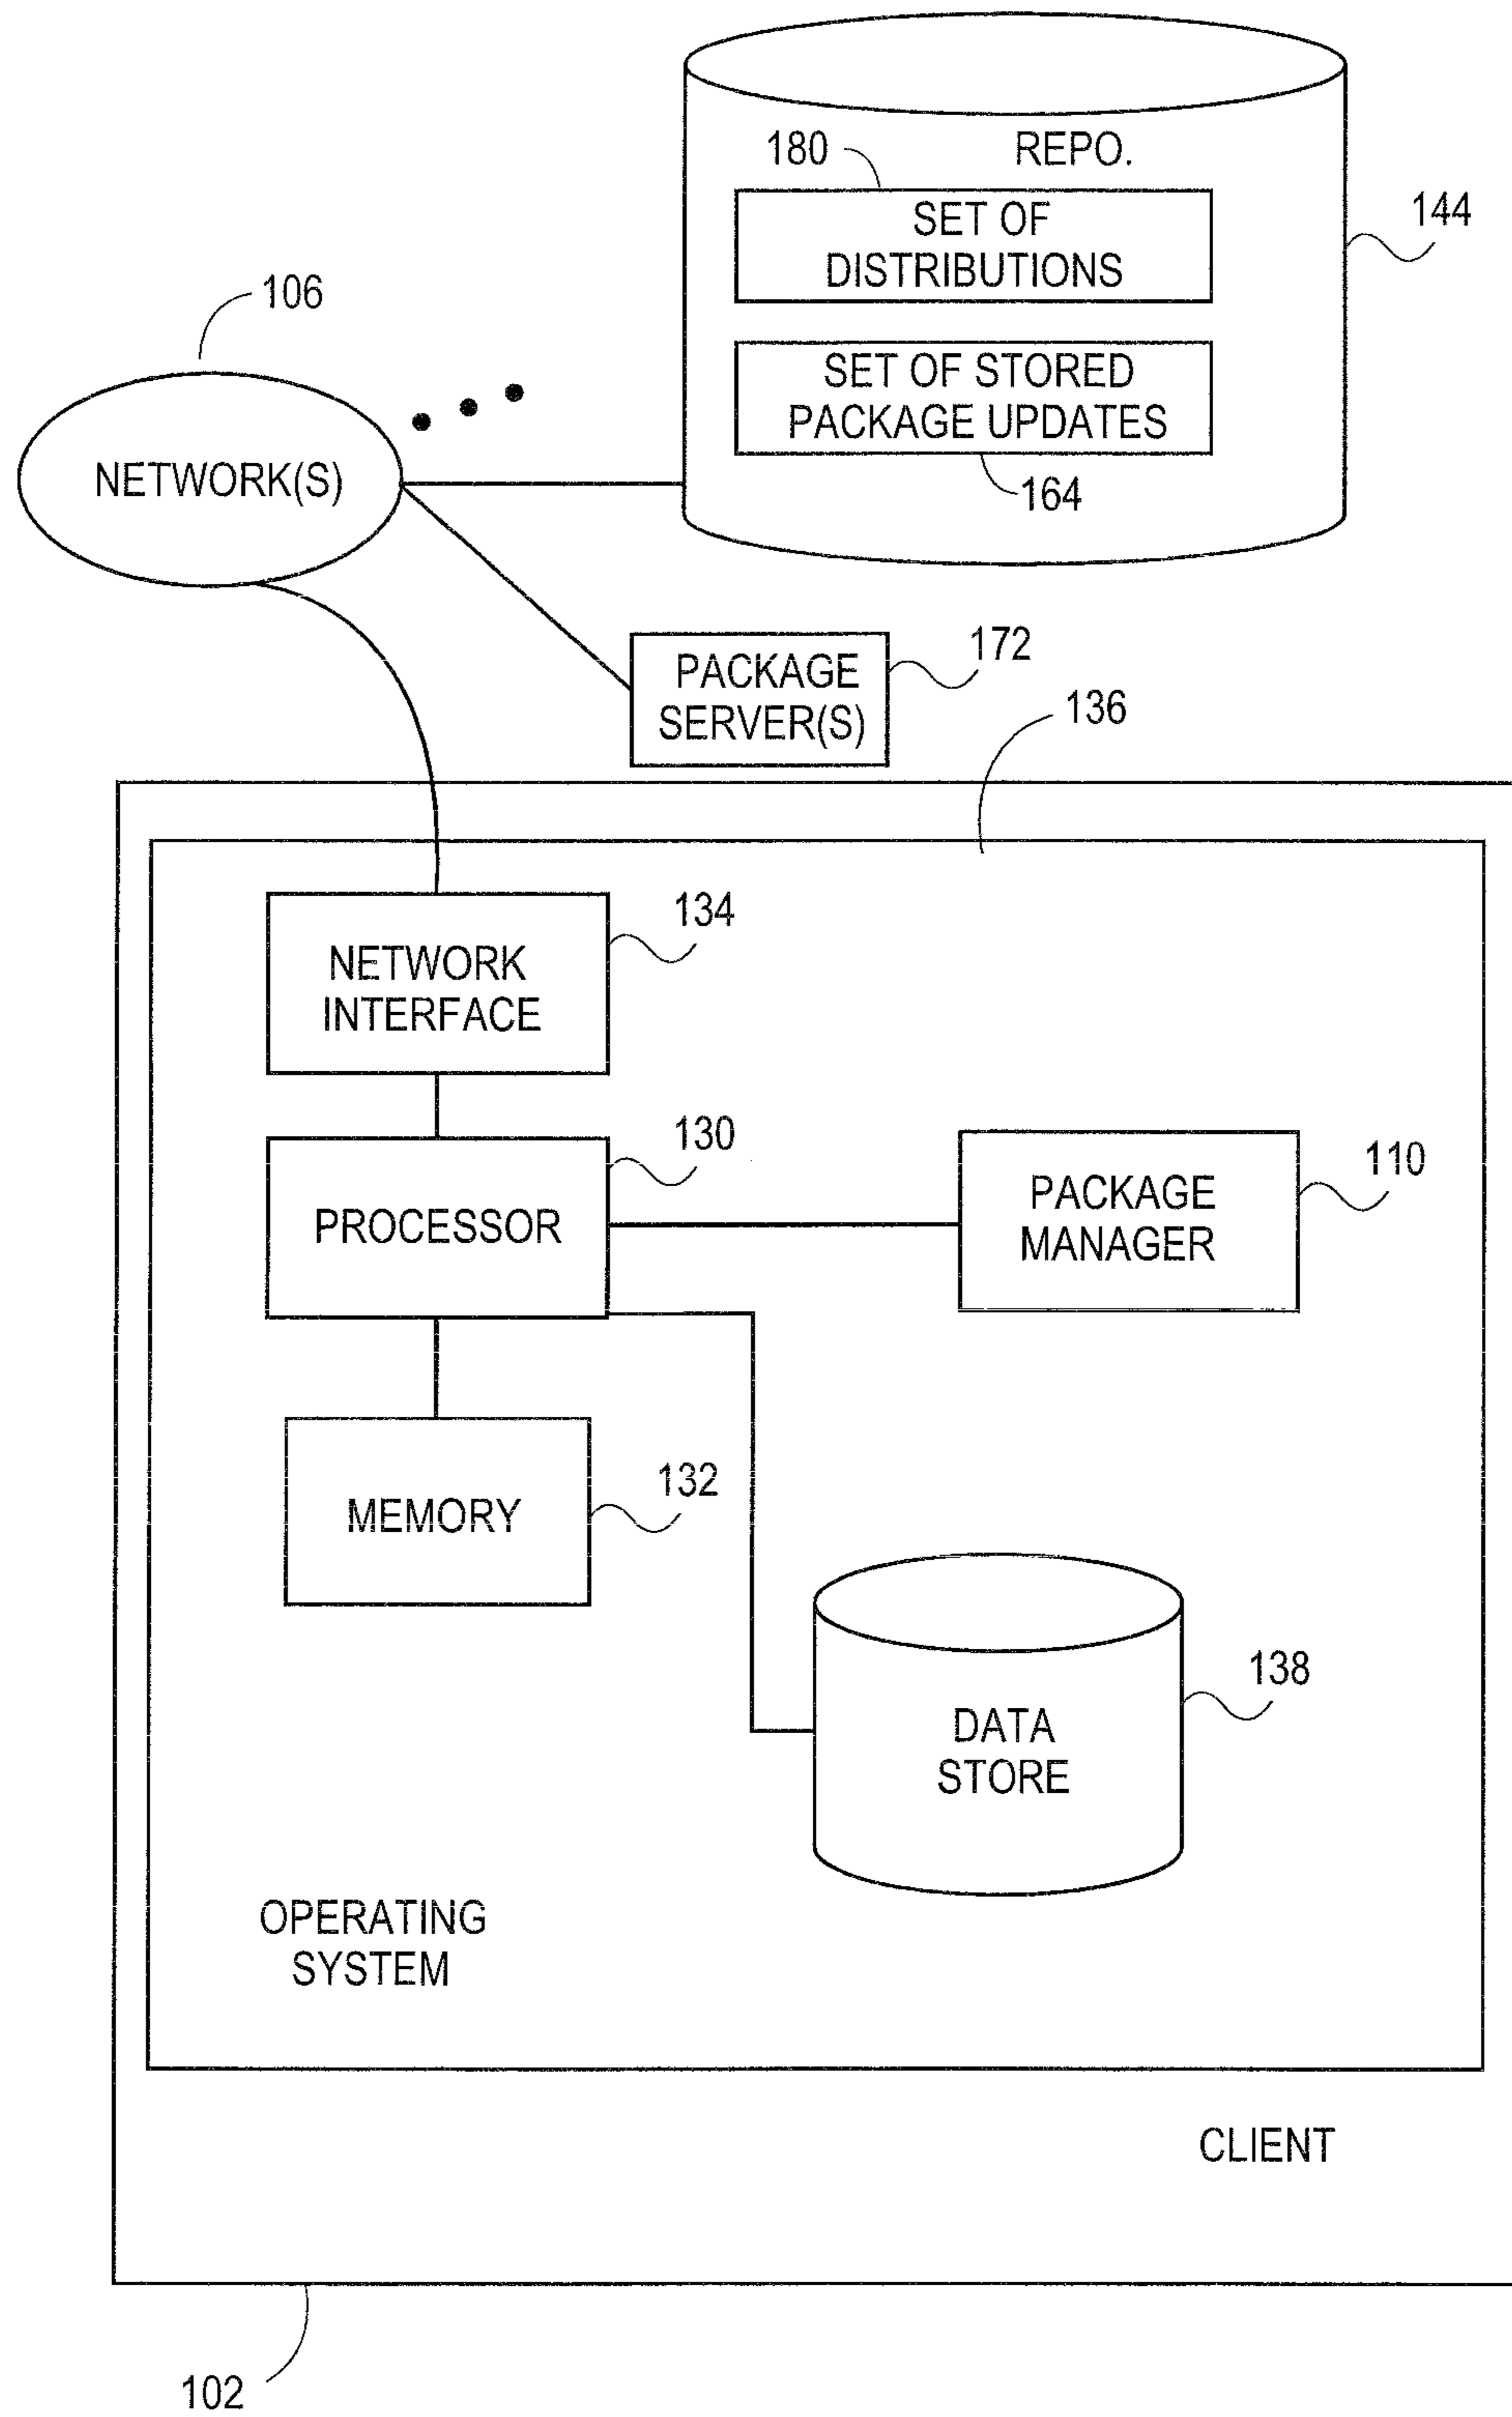 REPO.
180
SET OF
DISTRIBUTIONS
144
106
SET OF STORED
PACKAGE UPDATES
NETWORK(S)
164
PACKAGE
SERVER(S)
172
136
134
NETWORK
INTERFACE
130
PROCESSOR
PACKAGE
MANAGER
110
MEMORY
132
138
DATA
STORE
OPERATING
SYSTEM
CLIENT
102